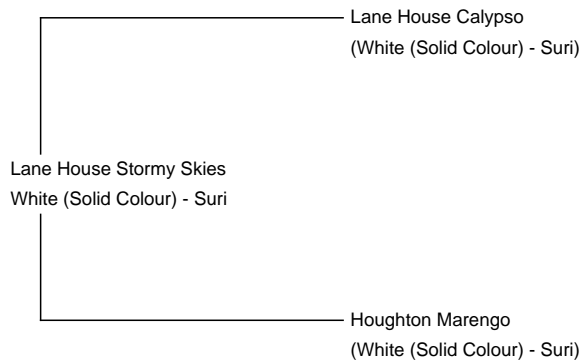 Lane House Calypso
(White (Solid Colour) - Suri)
Lane House Stormy Skies
White (Solid Colour) - Suri
Houghton Marengo
(White (Solid Colour) - Suri)